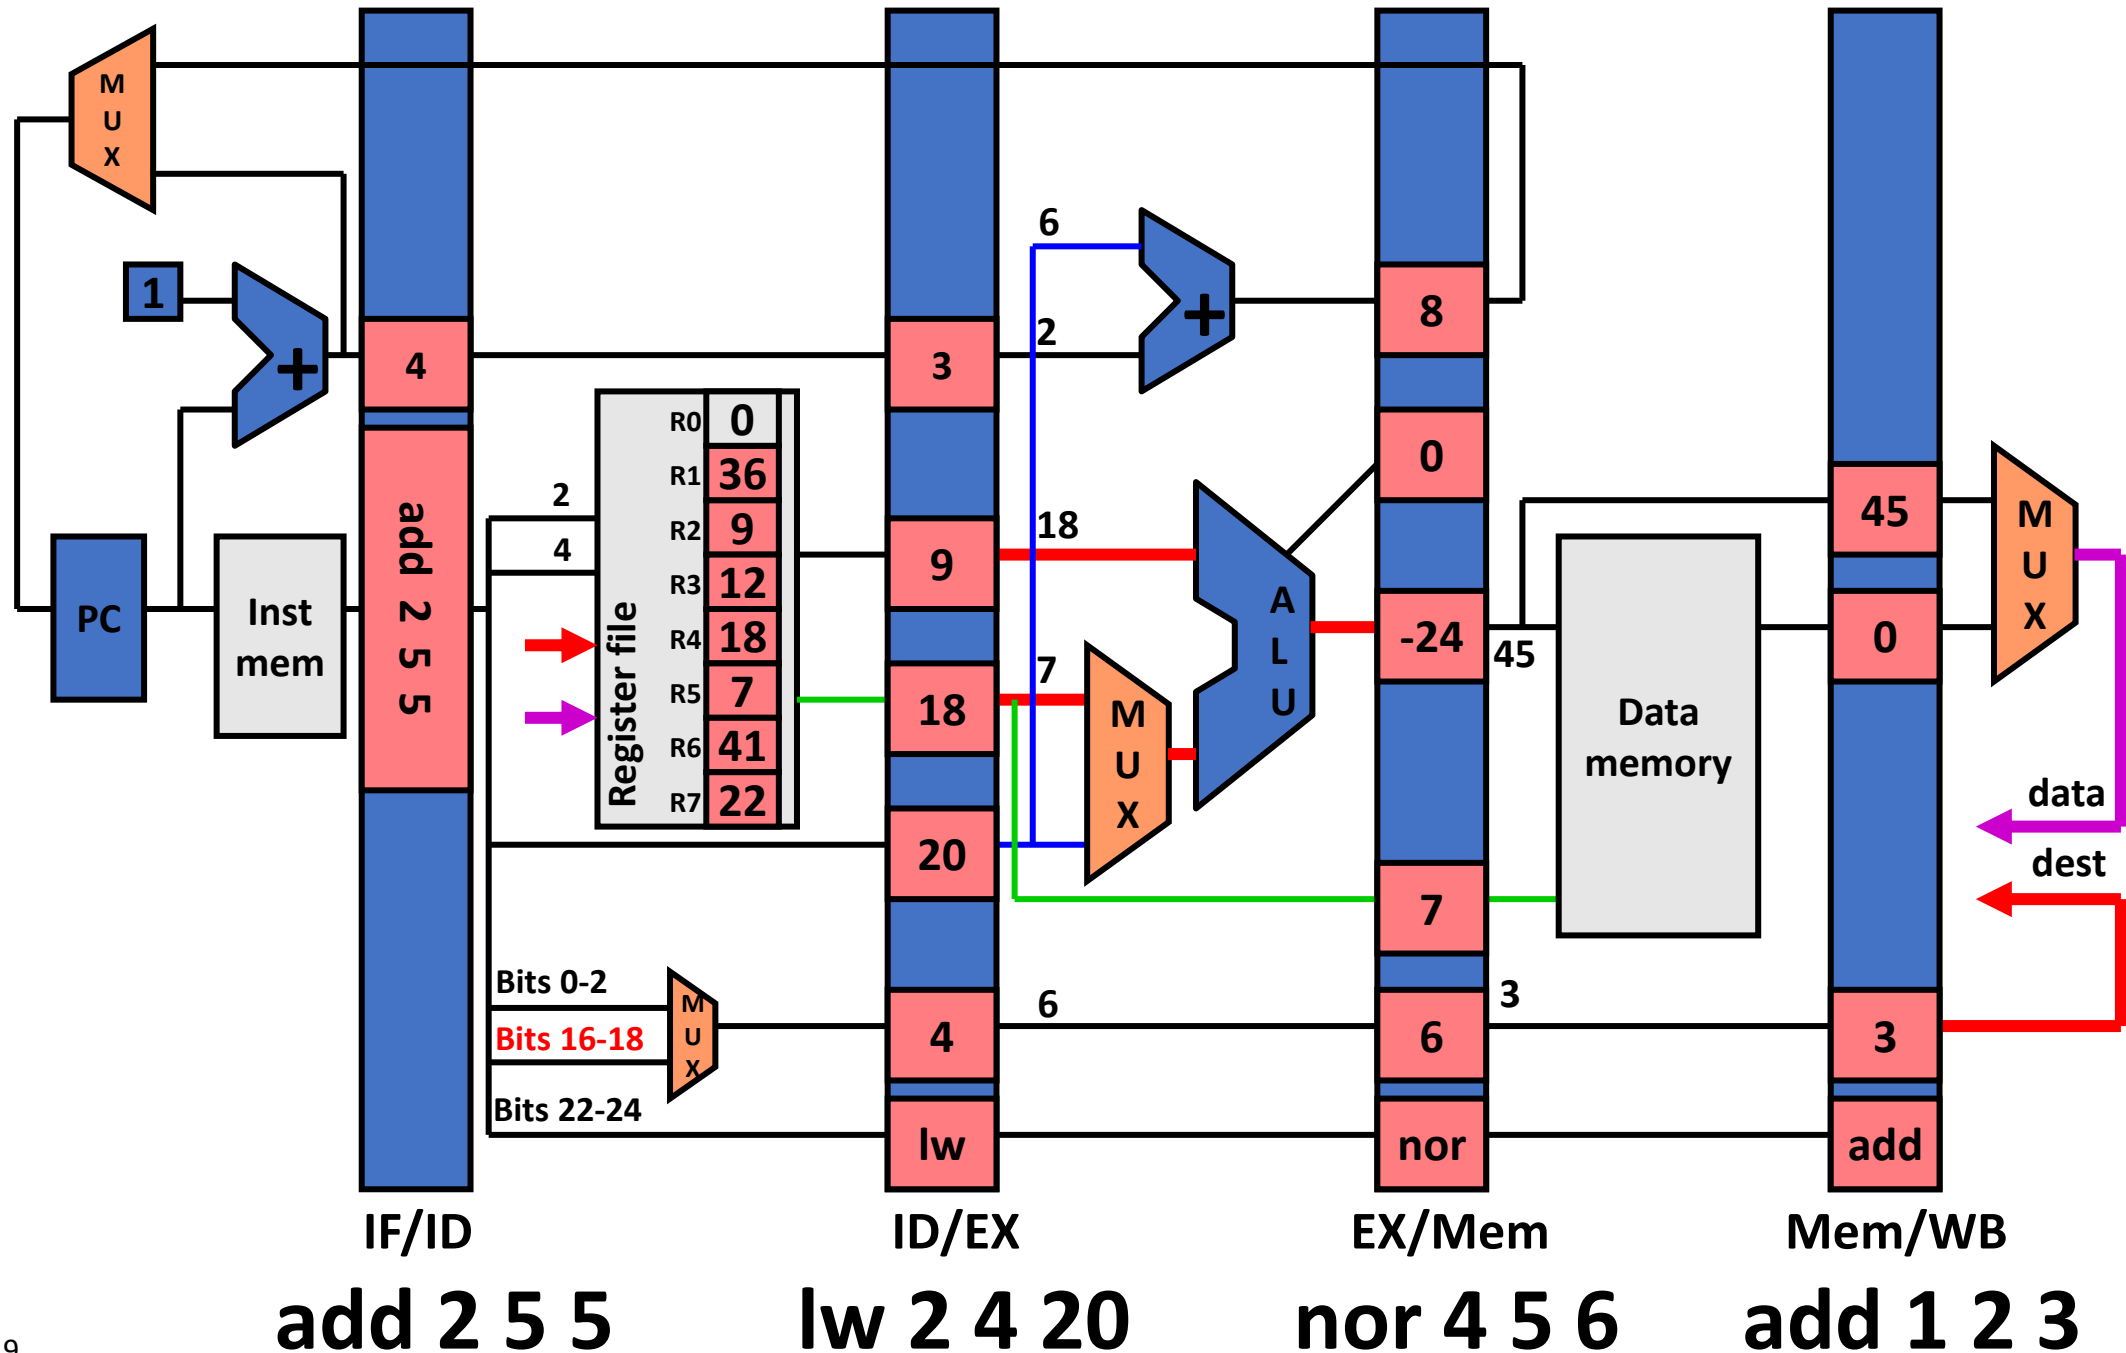 M
U
X
1
+
4
PC
Inst
mem
add 2 5 5
2
4
Register file
R0 0
R1 36
R2 9
R3 12
R4 18
R5 7
R6 41
R7 22
Bits 0-2
Bits 16-18
Bits 22-24
M
U
X
3
9
18
20
4
lw
6
2
18
7
6
+
M
U
X
A
L
U
8
0
-24
7
6
nor
45
3
Data
memory
45
0
3
add
M
U
X
data
dest
IF/ID
ID/EX
EX/Mem
Mem/WB
add 2 5 5
lw 2 4 20
nor 4 5 6
add 1 2 3
9